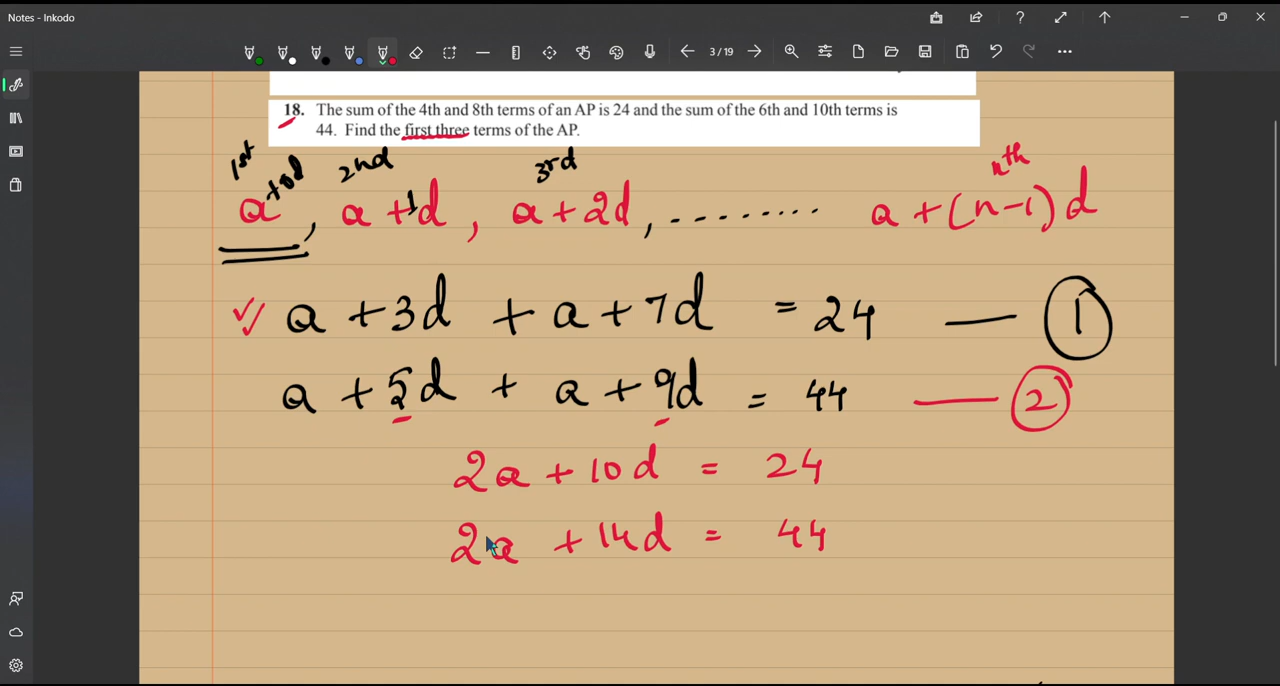 Notes - Inkodo
3 / 19
18. The sum of the 4th and 8th terms of an AP is 24 and the sum of the 6th and 10th terms is
44. Find the first three terms of the AP.
1st 2nd 3rd nth
a+0d, a+1d, a+2d, ........ a+(n-1)d
a+3d + a+7d = 24 — 1
a+5d + a+9d = 44 — 2
2a+10d = 24
2a+14d = 44